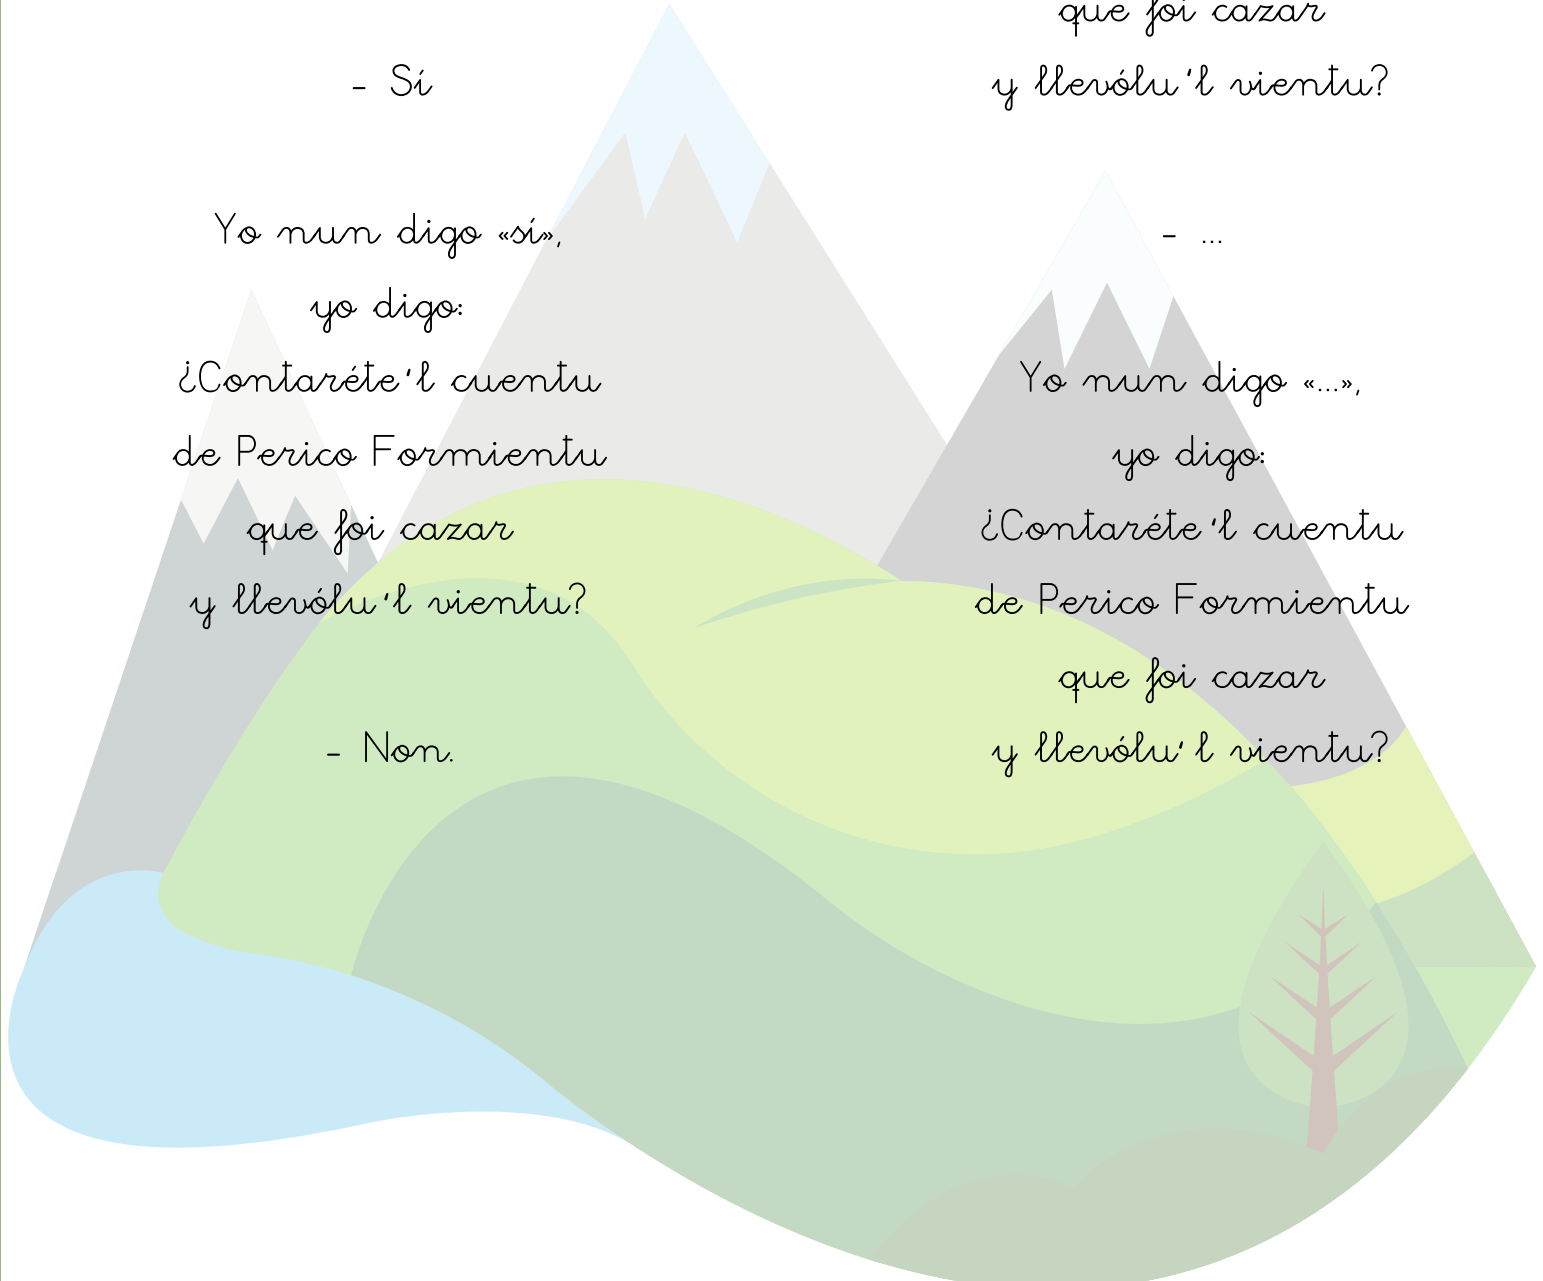 - Sí
Yo nun digo «sí»,
yo digo:
¿Contaréte'l cuentu
de Perico Formientu
que foi cazar
y llevólu'l vientu?
- Non.
que foi cazar
y llevólu'l vientu?
- ...
Yo nun digo «...»,
yo digo:
¿Contaréte'l cuentu
de Perico Formientu
que foi cazar
y llevólu'l vientu?